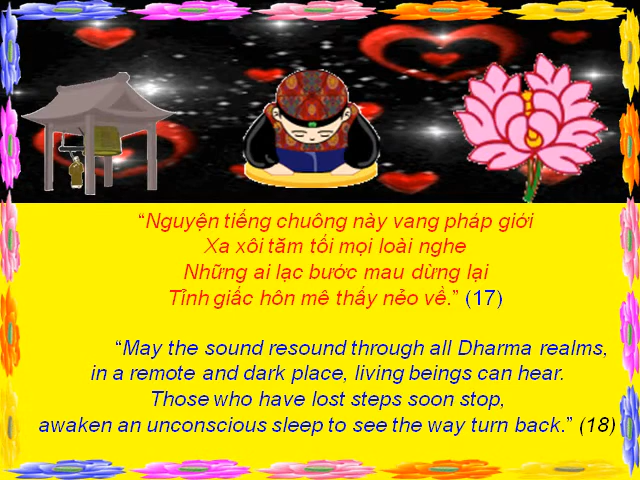 “Nguyện tiếng chuông này vang pháp giới
Xa xôi tăm tối mọi loài nghe
Những ai lạc bước mau dừng lại
Tỉnh giấc hôn mê thấy nẻo về.” (17)
“May the sound resound through all Dharma realms,
in a remote and dark place, living beings can hear.
Those who have lost steps soon stop,
awaken an unconscious sleep to see the way turn back.” (18)